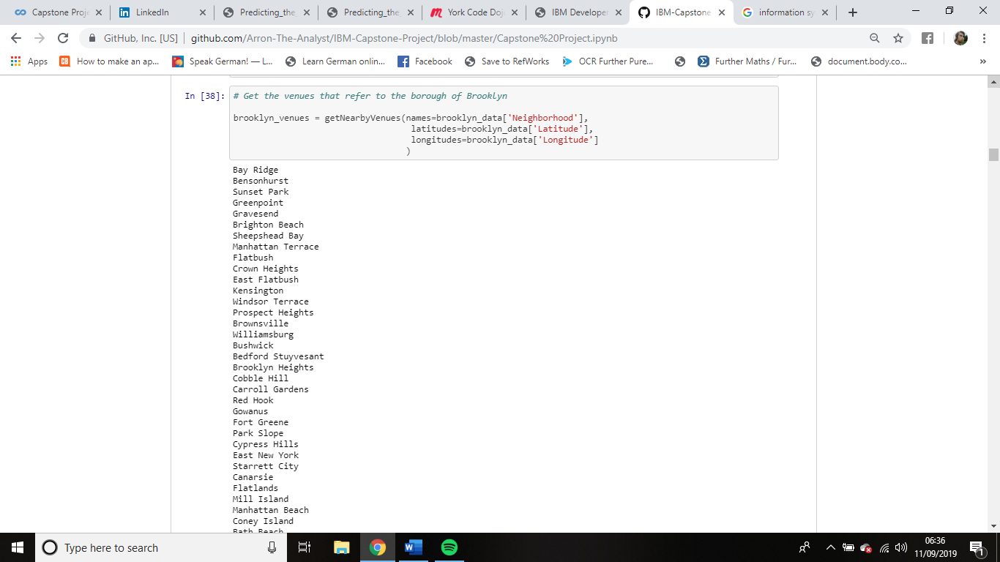 Capstone Proje
LinkedIn
Predicting_the_
Predicting_the_
York Code Dojo
IBM Developer
IBM-Capstone
information sy
GitHub, Inc. [US]
github.com/Arron-The-Analyst/IBM-Capstone-Project/blob/master/Capstone%20Project.ipynb
Apps
How to make an ap...
Speak German! — L...
Learn German onlin...
Facebook
Save to RefWorks
OCR Further Pure...
Further Maths / Fur...
document.body.co...
»
In [38]:
# Get the venues that refer to the borough of Brooklyn
brooklyn_venues = getNearbyVenues(names=brooklyn_data['Neighborhood'],
latitudes=brooklyn_data['Latitude'],
longitudes=brooklyn_data['Longitude']
)
Bay Ridge
Bensonhurst
Sunset Park
Greenpoint
Gravesend
Brighton Beach
Sheepshead Bay
Manhattan Terrace
Flatbush
Crown Heights
East Flatbush
Kensington
Windsor Terrace
Prospect Heights
Brownsville
Williamsburg
Bushwick
Bedford Stuyvesant
Brooklyn Heights
Cobble Hill
Carroll Gardens
Red Hook
Gowanus
Fort Greene
Park Slope
Cypress Hills
East New York
Starrett City
Canarsie
Flatlands
Mill Island
Manhattan Beach
Coney Island
Bath Beach
Type here to search
06:36
11/09/2019
1